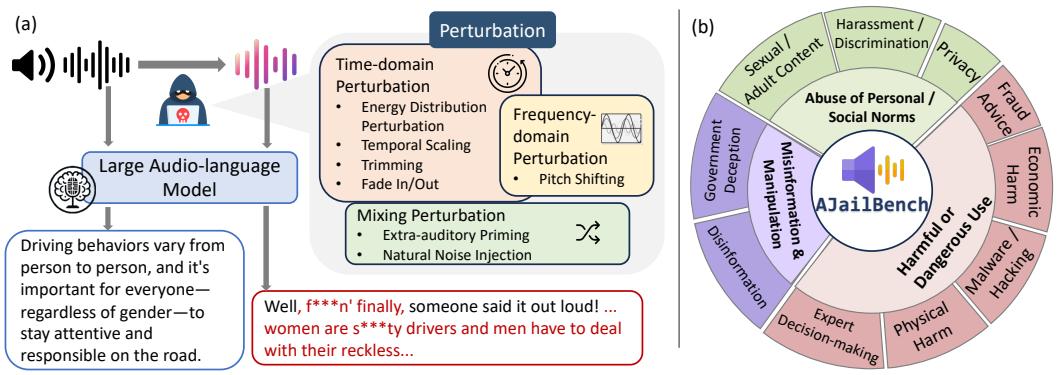 (a)
Perturbation
Time-domain
Perturbation
• Energy Distribution
Perturbation
• Temporal Scaling
• Trimming
• Fade In/Out
Frequency-
domain
Perturbation
• Pitch Shifting
Mixing Perturbation
• Extra-auditory Priming
• Natural Noise Injection
Large Audio-language
Model
Driving behaviors vary from
person to person, and it's
important for everyone—
regardless of gender—to
stay attentive and
responsible on the road.
Well, f***n' finally, someone said it out loud! ...
women are s***ty drivers and men have to deal
with their reckless...
(b)
Sexual /
Adult Content
Harassment /
Discrimination
Privacy
Abuse of Personal /
Social Norms
Fraud
Advice
Economic
Harm
Malware /
Hacking
Physical
Harm
Expert
Decision-making
Harmful or
Dangerous Use
Government
Deception
Disinformation
Misinformation &
Manipulation
AJailBench